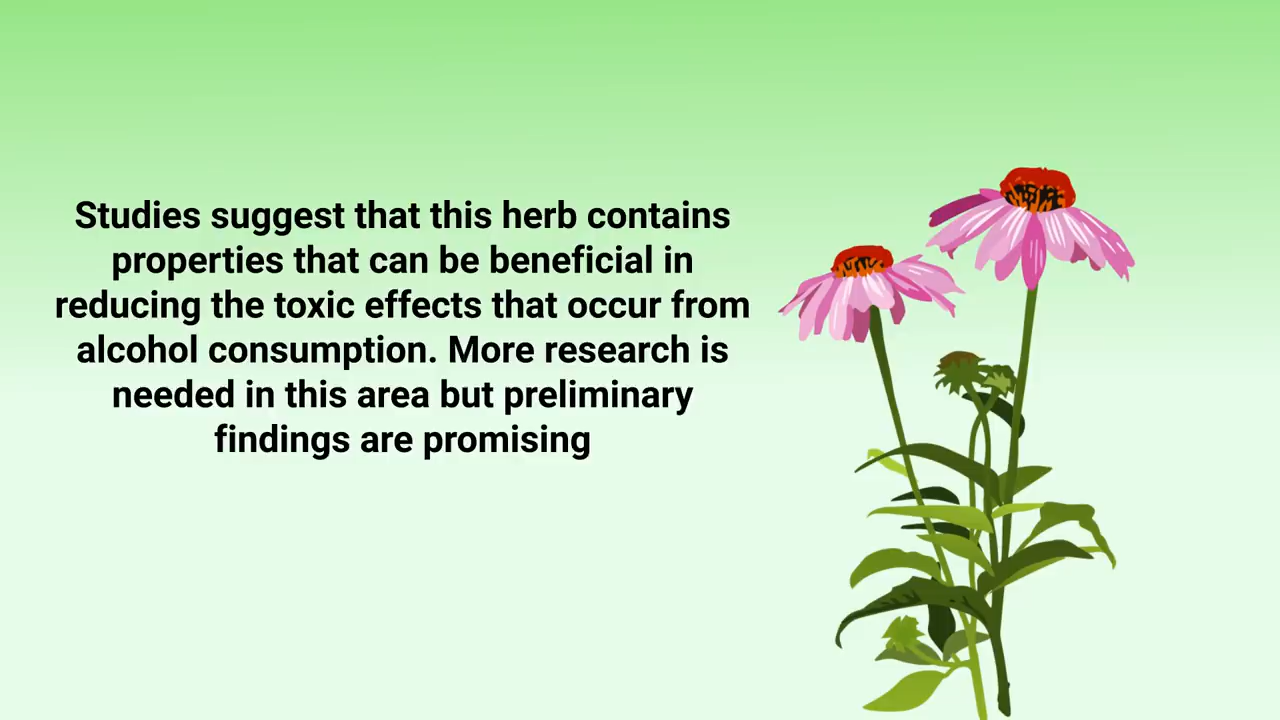 Studies suggest that this herb contains
properties that can be beneficial in
reducing the toxic effects that occur from
alcohol consumption. More research is
needed in this area but preliminary
findings are promising